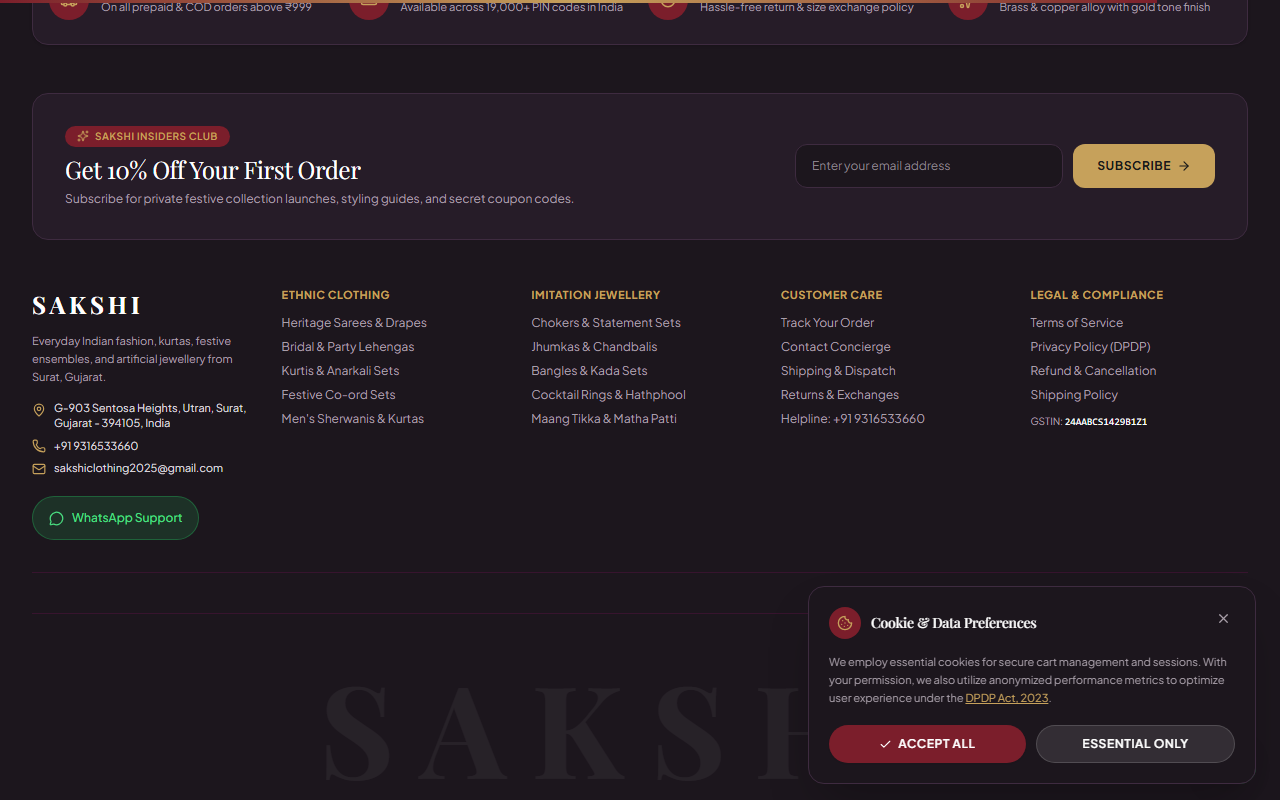 On all prepaid & COD orders above ₹999
Available across 19,000+ PIN codes in India
Hassle-free return & size exchange policy
Brass & copper alloy with gold tone finish
SAKSHI INSIDERS CLUB
Get 10% Off Your First Order
Subscribe for private festive collection launches, styling guides, and secret coupon codes.
Enter your email address
SUBSCRIBE →
SAKSHI
Everyday Indian fashion, kurtas, festive
ensembles, and artificial jewellery from
Surat, Gujarat.
G-903 Sentosa Heights, Utran, Surat,
Gujarat - 394105, India
+91 9316533660
sakshiclothing2025@gmail.com
WhatsApp Support
ETHNIC CLOTHING
Heritage Sarees & Drapes
Bridal & Party Lehengas
Kurtis & Anarkali Sets
Festive Co-ord Sets
Men's Sherwanis & Kurtas
IMITATION JEWELLERY
Chokers & Statement Sets
Jhumkas & Chandbalis
Bangles & Kada Sets
Cocktail Rings & Hathphool
Maang Tikka & Matha Patti
CUSTOMER CARE
Track Your Order
Contact Concierge
Shipping & Dispatch
Returns & Exchanges
Helpline: +91 9316533660
LEGAL & COMPLIANCE
Terms of Service
Privacy Policy (DPDP)
Refund & Cancellation
Shipping Policy
GSTIN: 24AABCS1429B1Z1
Cookie & Data Preferences
We employ essential cookies for secure cart management and sessions. With
your permission, we also utilize anonymized performance metrics to optimize
user experience under the DPDP Act, 2023.
ACCEPT ALL
ESSENTIAL ONLY
SAKSH